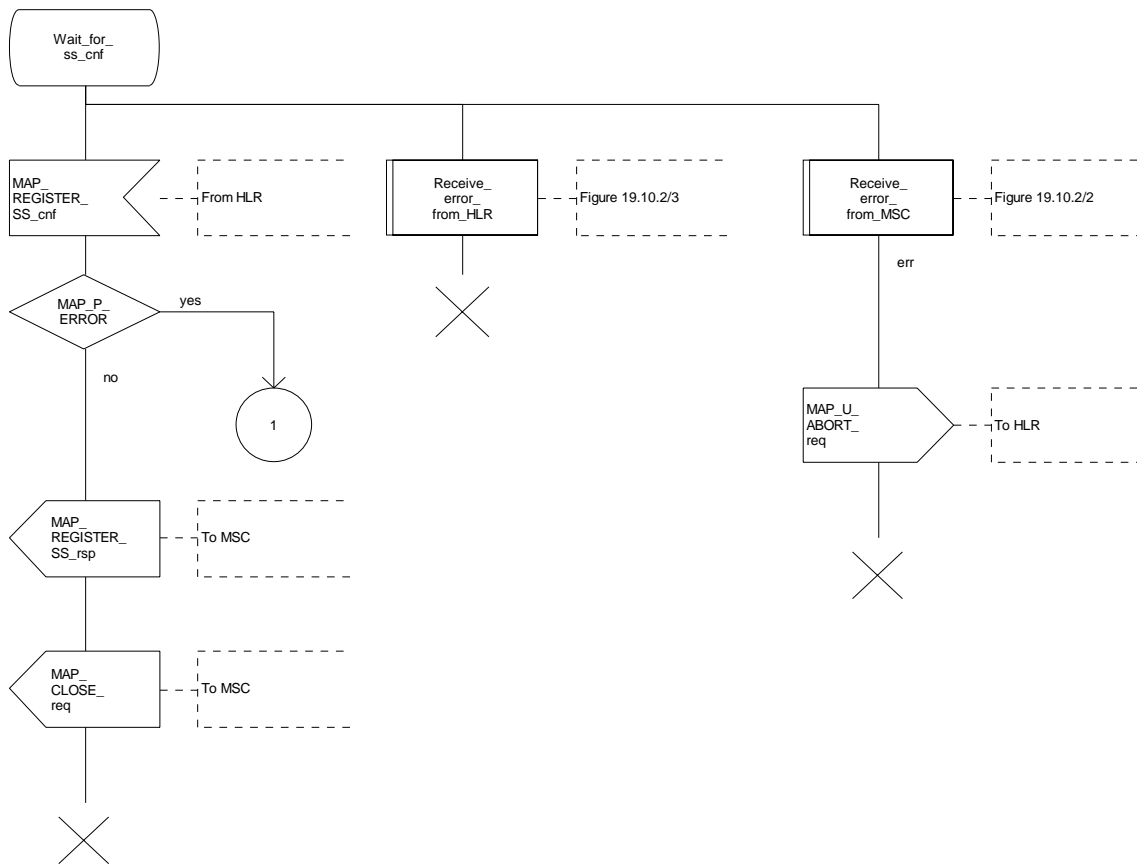 Wait_for_
ss_cnf
MAP_
REGISTER_
SS_cnf
From HLR
Receive_
error_
from_HLR
Figure 19.10.2/3
Receive_
error_
from_MSC
Figure 19.10.2/2
err
MAP_P_
ERROR
yes
no
1
MAP_U_
ABORT_
req
To HLR
MAP_
REGISTER_
SS_rsp
To MSC
MAP_
CLOSE_
req
To MSC